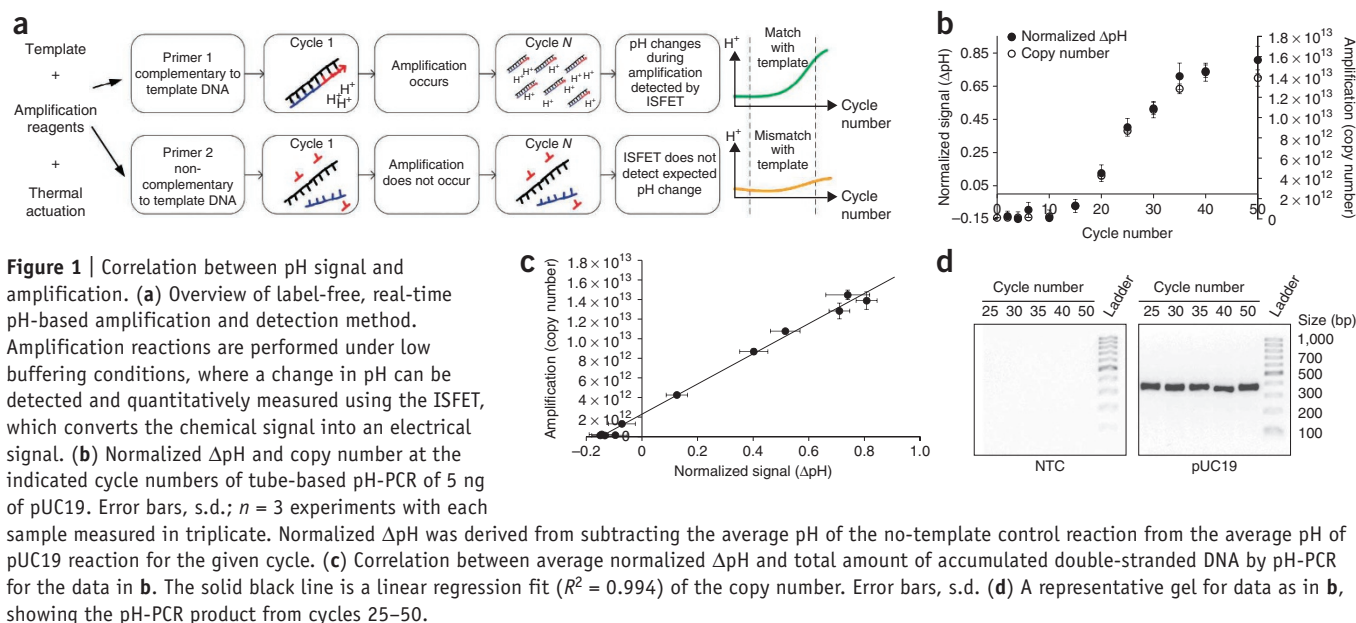 a
Template
+
Amplification
reagents
+
Thermal
actuation
Primer 1
complementary to
template DNA
Cycle 1
H+
H+
H+
Amplification
occurs
Cycle N
H+ H+ H+
H+ H+ H+
H+ H+ H+
pH changes
during
amplification
detected by
ISFET
H+
Match
with
template
Cycle
number
Primer 2
non-
complementary
to template DNA
Cycle 1
Amplification
does not occur
Cycle N
ISFET does not
detect expected
pH change
H+
Mismatch
with
template
Cycle
number
b
Normalized ΔpH
Copy number
Normalized signal (ΔpH)
0.85
0.65
0.45
0.25
0.05
−0.15
0 10 20 30 40 50
Cycle number
1.8 × 10^13
1.6 × 10^13
1.4 × 10^13
1.2 × 10^13
1.0 × 10^13
8 × 10^12
6 × 10^12
4 × 10^12
2 × 10^12
0
Amplification (copy number)
c
Amplification (copy number)
1.8 × 10^13
1.6 × 10^13
1.4 × 10^13
1.2 × 10^13
1.0 × 10^13
8 × 10^12
6 × 10^12
4 × 10^12
2 × 10^12
0
−0.2 0 0.2 0.4 0.6 0.8 1.0
Normalized signal (ΔpH)
d
Cycle number
25 30 35 40 50
Ladder
NTC
Cycle number
25 30 35 40 50
Ladder
pUC19
Size (bp)
1,000
700
500
300
200
100
Figure 1 | Correlation between pH signal and
amplification. (a) Overview of label-free, real-time
pH-based amplification and detection method.
Amplification reactions are performed under low
buffering conditions, where a change in pH can be
detected and quantitatively measured using the ISFET,
which converts the chemical signal into an electrical
signal. (b) Normalized ΔpH and copy number at the
indicated cycle numbers of tube-based pH-PCR of 5 ng
of pUC19. Error bars, s.d.; n = 3 experiments with each
sample measured in triplicate. Normalized ΔpH was derived from subtracting the average pH of the no-template control reaction from the average pH of
pUC19 reaction for the given cycle. (c) Correlation between average normalized ΔpH and total amount of accumulated double-stranded DNA by pH-PCR
for the data in b. The solid black line is a linear regression fit (R² = 0.994) of the copy number. Error bars, s.d. (d) A representative gel for data as in b,
showing the pH-PCR product from cycles 25–50.